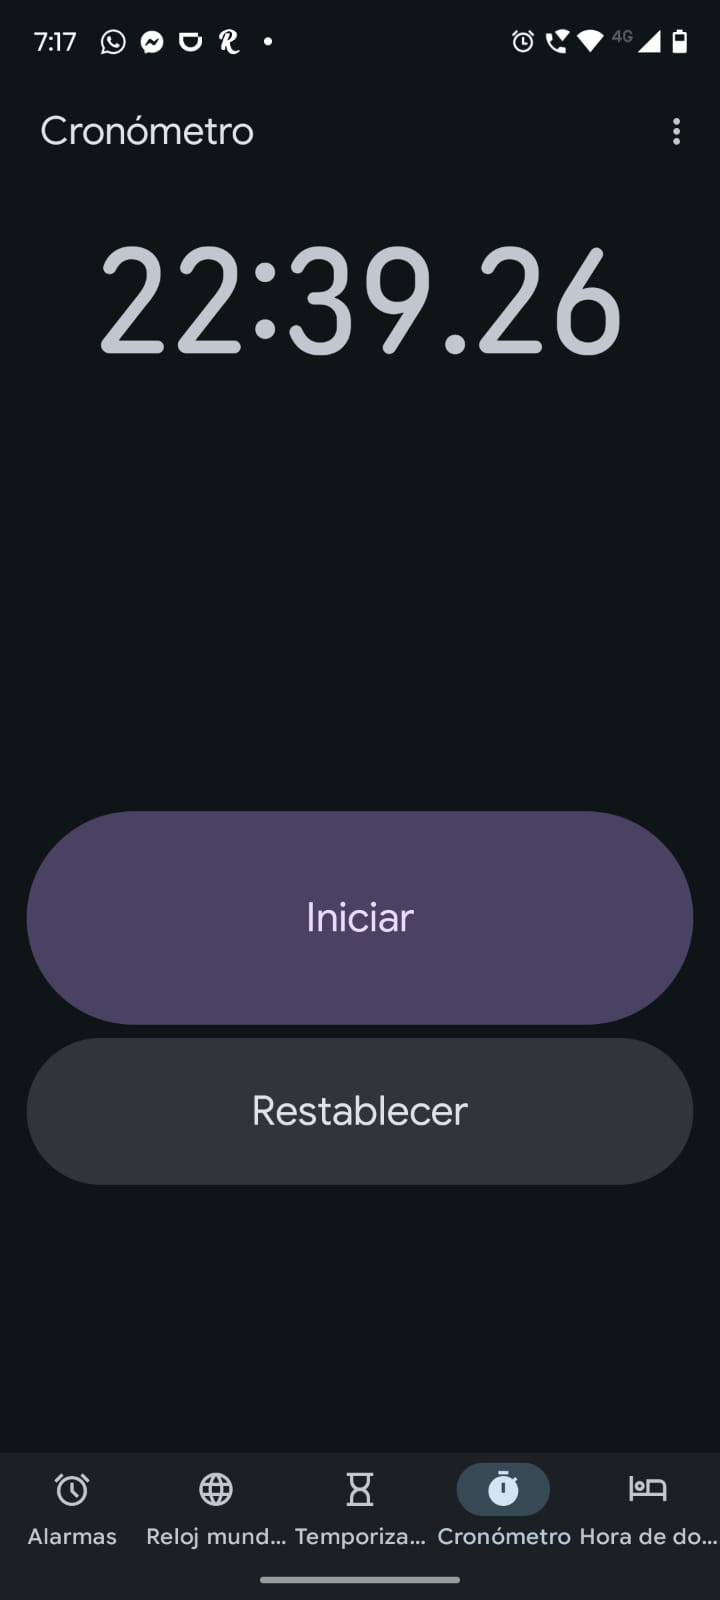 7:17 4G
Cronómetro
22:39.26
Iniciar
Restablecer
Alarmas Reloj mund... Temporiza... Cronómetro Hora de do...